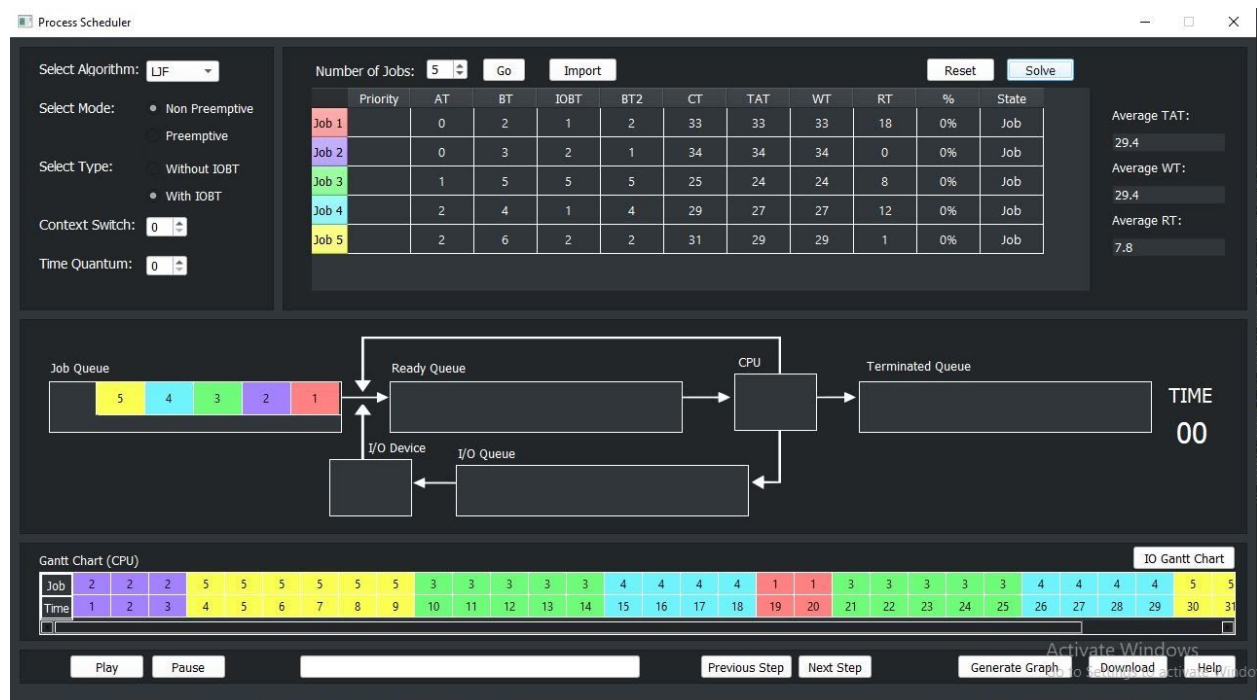 Process Scheduler
Select Algorithm: LJF
Select Mode: Non Preemptive
Preemptive
Select Type: Without IOBT
With IOBT
Context Switch: 0
Time Quantum: 0
Number of Jobs: 5 Go Import Reset Solve
Priority AT BT IOBT BT2 CT TAT WT RT % State
Job 1 0 2 1 2 33 33 33 18 0% Job
Job 2 0 3 2 1 34 34 34 0 0% Job
Job 3 1 5 5 5 25 24 24 8 0% Job
Job 4 2 4 1 4 29 27 27 12 0% Job
Job 5 2 6 2 2 31 29 29 1 0% Job
Average TAT:
29.4
Average WT:
29.4
Average RT:
7.8
Job Queue
5 4 3 2 1
Ready Queue
CPU
Terminated Queue
TIME
00
I/O Device
I/O Queue
Gantt Chart (CPU) IO Gantt Chart
Job 2 2 2 5 5 5 5 5 5 3 3 3 3 3 4 4 4 4 1 1 3 3 3 3 3 4 4 4 4 5 5
Time 1 2 3 4 5 6 7 8 9 10 11 12 13 14 15 16 17 18 19 20 21 22 23 24 25 26 27 28 29 30 31
Activate Windows
Go to Settings to activate Windo
Play Pause Previous Step Next Step Generate Graph Download Help